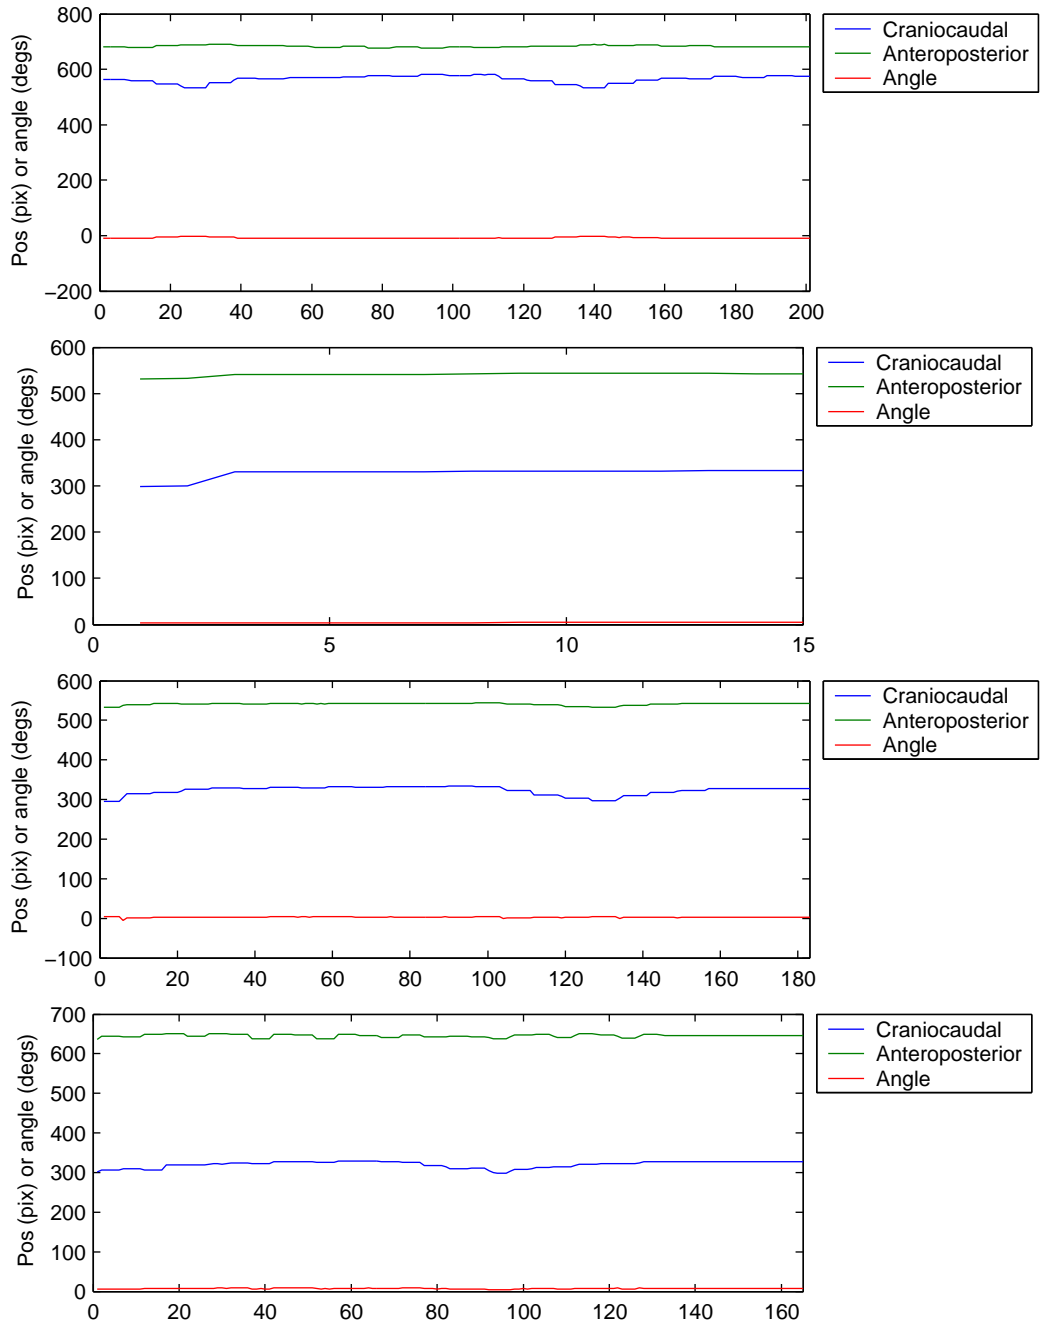 800
600
400
200
0
−200
Pos (pix) or angle (degs)
0 20 40 60 80 100 120 140 160 180 200
Craniocaudal
Anteroposterior
Angle
600
500
400
300
200
100
0
Pos (pix) or angle (degs)
0 5 10 15
Craniocaudal
Anteroposterior
Angle
600
500
400
300
200
100
0
−100
Pos (pix) or angle (degs)
0 20 40 60 80 100 120 140 160 180
Craniocaudal
Anteroposterior
Angle
700
600
500
400
300
200
100
0
Pos (pix) or angle (degs)
0 20 40 60 80 100 120 140 160
Craniocaudal
Anteroposterior
Angle